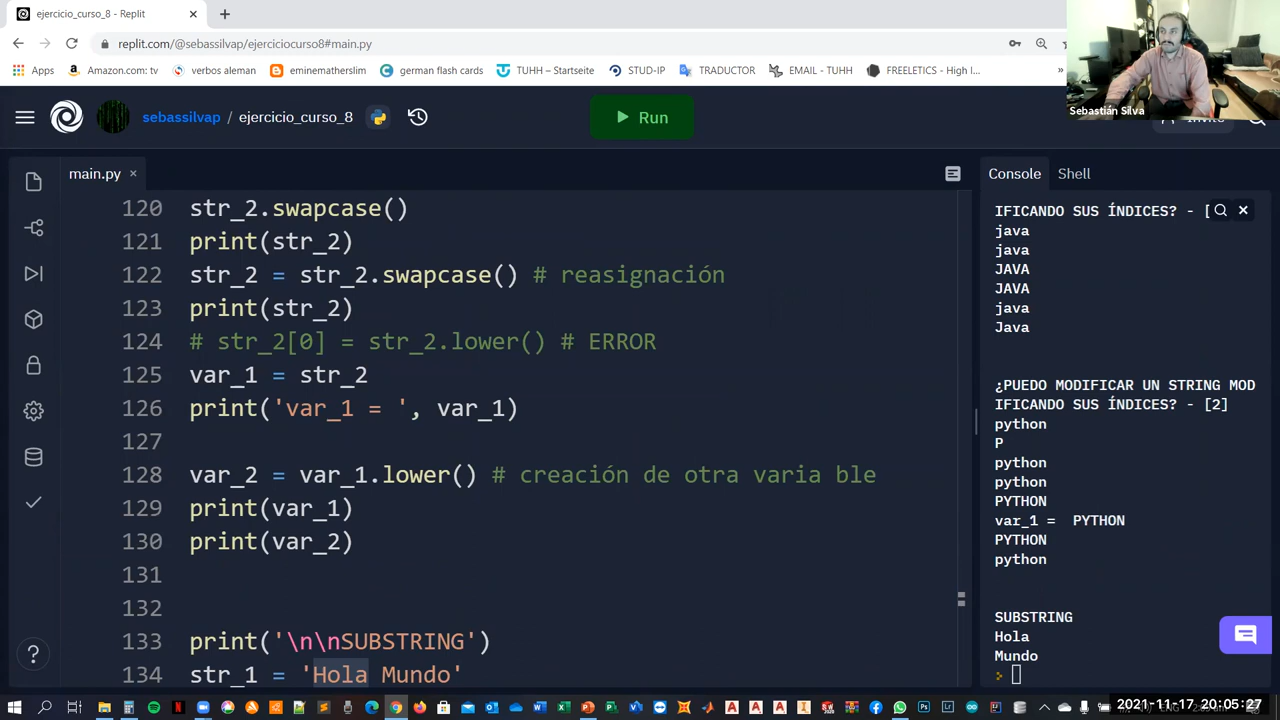 ejercicio_curso_8 - Replit
replit.com/@sebassilvap/ejerciciocurso8#main.py
Apps
Amazon.com: tv
verbos aleman
eminematherslim
german flash cards
TUHH – Startseite
STUD-IP
TRADUCTOR
EMAIL - TUHH
FREELETICS - High I...
»
Sebastián Silva
sebassilvap / ejercicio_curso_8
Run
main.py
120 str_2.swapcase()
121 print(str_2)
122 str_2 = str_2.swapcase() # reasignación
123 print(str_2)
124 # str_2[0] = str_2.lower() # ERROR
125 var_1 = str_2
126 print('var_1 = ', var_1)
127
128 var_2 = var_1.lower() # creación de otra varia ble
129 print(var_1)
130 print(var_2)
131
132
133 print('\n\nSUBSTRING')
134 str_1 = 'Hola Mundo'
Console
Shell
IFICANDO SUS ÍNDICES? - [
java
java
JAVA
JAVA
java
Java
¿PUEDO MODIFICAR UN STRING MOD
IFICANDO SUS ÍNDICES? - [2]
python
P
python
python
PYTHON
var_1 =  PYTHON
PYTHON
python
SUBSTRING
Hola
Mundo
2021-11-17 20:05:27